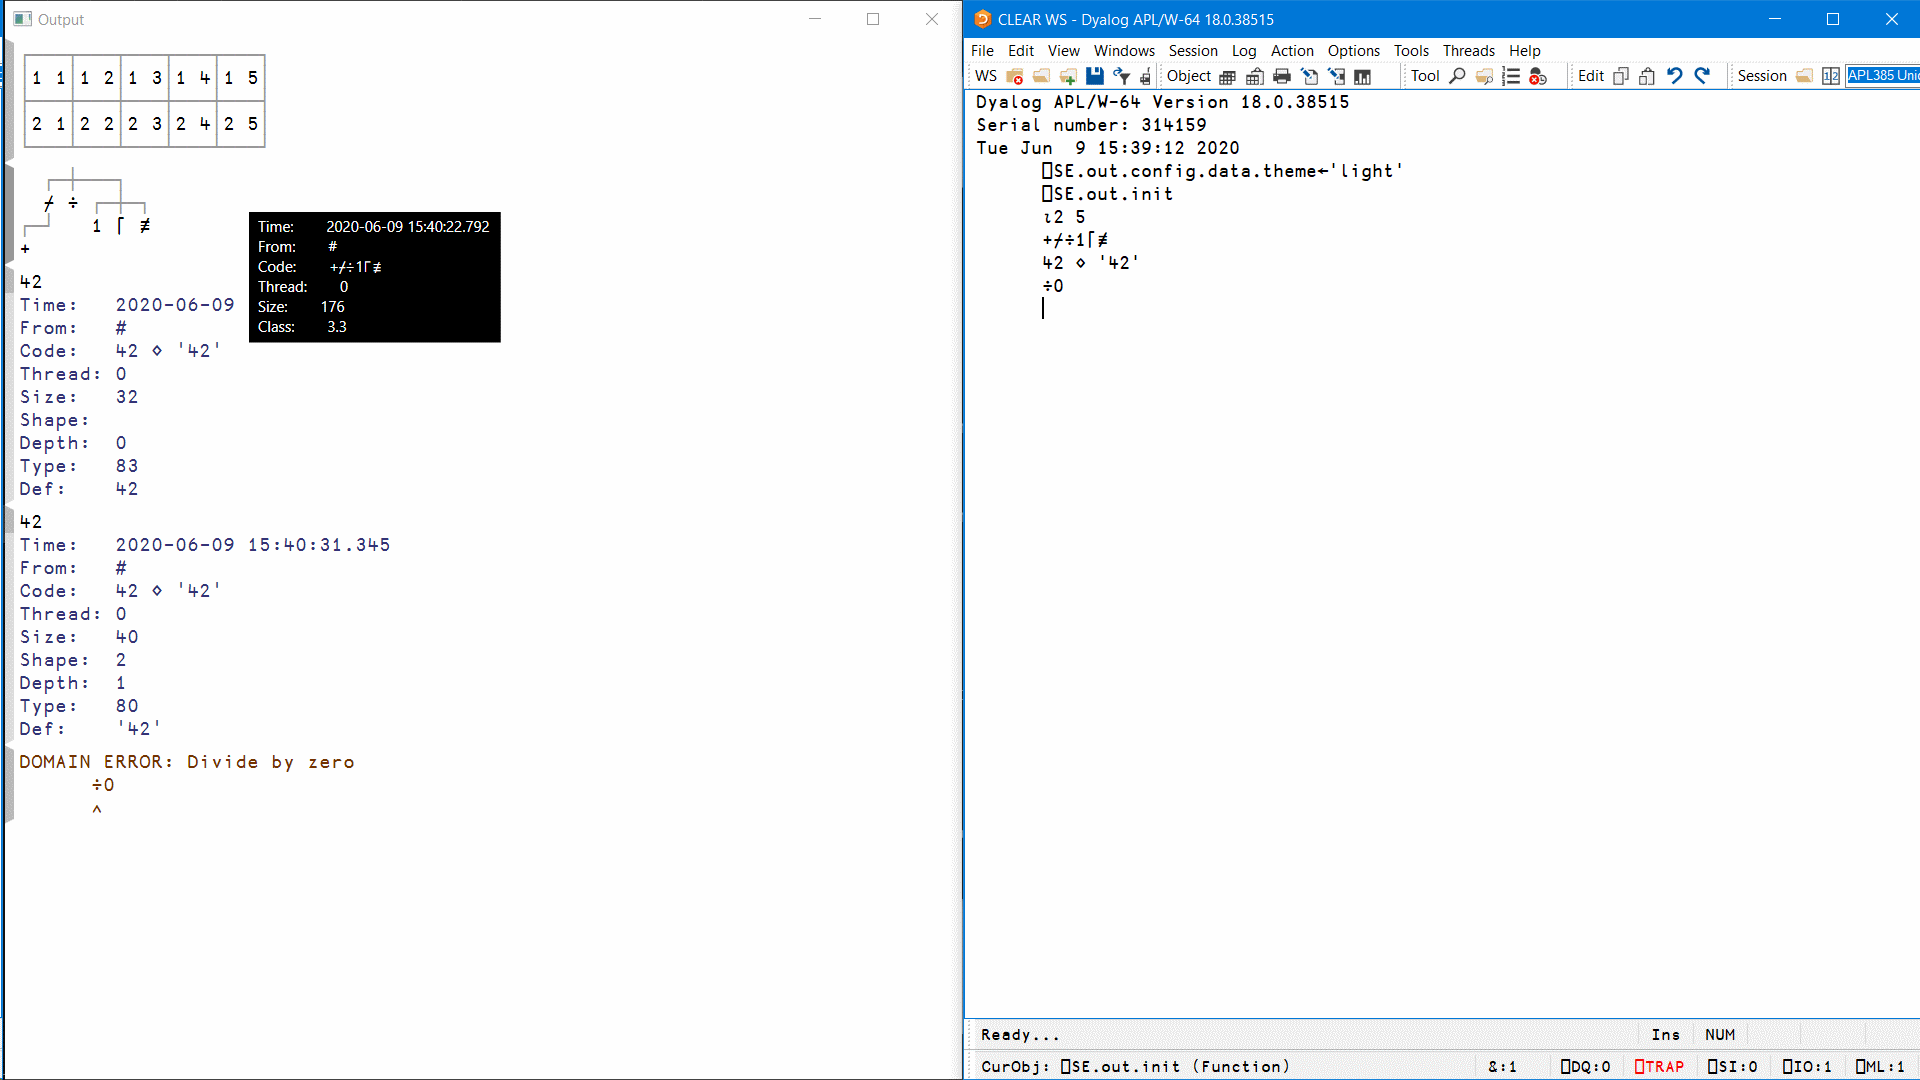 Output
1 1 1 2 1 3 1 4 1 5
2 1 2 2 2 3 2 4 2 5
⌿ ÷
1 ⌈ ≢
+
42
Time: 2020-06-09
From: #
Code: 42 ⋄ '42'
Thread: 0
Size: 32
Shape:
Depth: 0
Type: 83
Def: 42
42
Time: 2020-06-09 15:40:31.345
From: #
Code: 42 ⋄ '42'
Thread: 0
Size: 40
Shape: 2
Depth: 1
Type: 80
Def: '42'
DOMAIN ERROR: Divide by zero
÷0
^
Time: 2020-06-09 15:40:22.792
From: #
Code: +⌿÷1⌈≢
Thread: 0
Size: 176
Class: 3.3
CLEAR WS - Dyalog APL/W-64 18.0.38515
File Edit View Windows Session Log Action Options Tools Threads Help
WS Object Tool Edit Session APL385 Unic
Dyalog APL/W-64 Version 18.0.38515
Serial number: 314159
Tue Jun 9 15:39:12 2020
⎕SE.out.config.data.theme←'light'
⎕SE.out.init
⍳2 5
+⌿÷1⌈≢
42 ⋄ '42'
÷0
Ready... Ins NUM
CurObj: ⎕SE.out.init (Function) &:1 ⎕DQ:0 ⎕TRAP ⎕SI:0 ⎕IO:1 ⎕ML:1